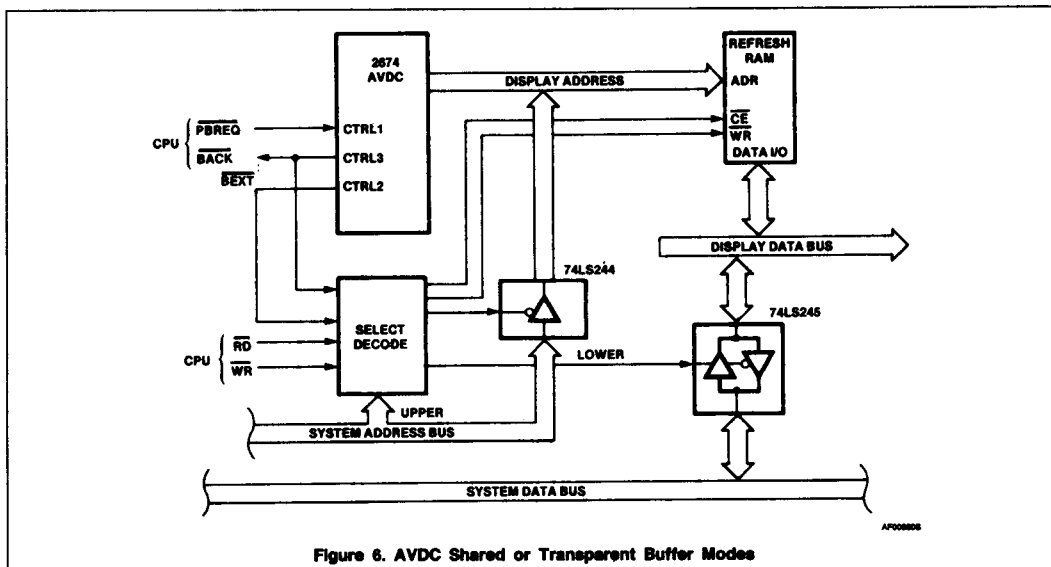 2674
AVDC
REFRESH
RAM
DISPLAY ADDRESS
ADR
CPU
PBREQ
CTRL1
BACK
CTRL3
BEXT
CTRL2
CE
WR
DATA I/O
DISPLAY DATA BUS
74LS244
74LS245
SELECT
DECODE
CPU
RD
WR
LOWER
UPPER
SYSTEM ADDRESS BUS
SYSTEM DATA BUS
Figure 6. AVDC Shared or Transparent Buffer Modes